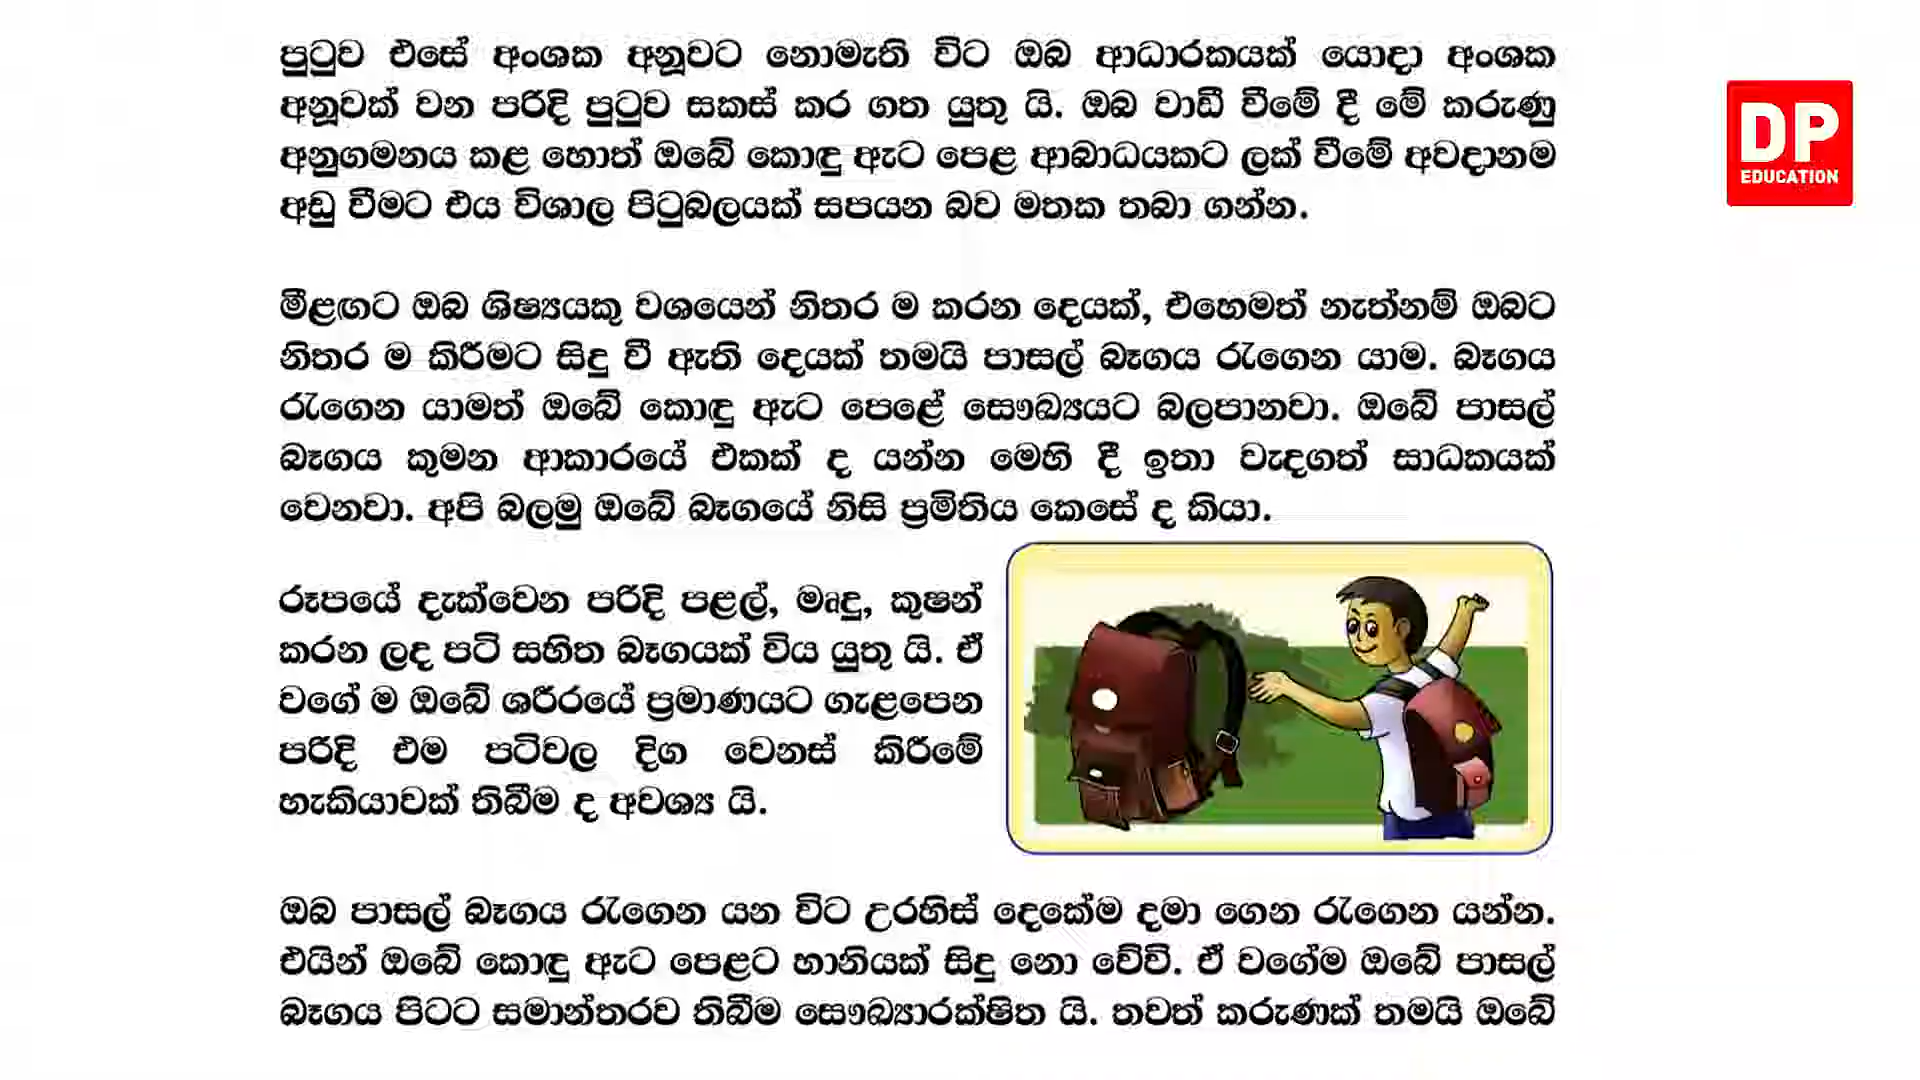 පුටුව එසේ අංශක අනූවට නොමැති විට ඔබ ආධාරකයක් යොදා අංශක
අනූවක් වන පරිදි පුටුව සකස් කර ගත යුතු යි. ඔබ වාඩි වීමේ දී මේ කරුණු
අනුගමනය කළ හොත් ඔබේ කොඳු ඇට පෙළ ආබාධයකට ලක් වීමේ අවදානම
අඩු වීමට එය විශාල පිටුබලයක් සපයන බව මතක තබා ගන්න.
මීළඟට ඔබ ශිෂ්‍යයකු වශයෙන් නිතර ම කරන දෙයක්, එහෙමත් නැත්නම් ඔබට
නිතර ම කිරීමට සිදු වී ඇති දෙයක් තමයි පාසල් බෑගය රැගෙන යාම. බෑගය
රැගෙන යාමත් ඔබේ කොඳු ඇට පෙළේ සෞඛ්‍යයට බලපානවා. ඔබේ පාසල්
බෑගය කුමන ආකාරයේ එකක් ද යන්න මෙහි දී ඉතා වැදගත් සාධකයක්
වෙනවා. අපි බලමු ඔබේ බෑගයේ නිසි ප්‍රමිතිය කෙසේ ද කියා.
රූපයේ දැක්වෙන පරිදි පළල්, මෘදු, කුෂන්
කරන ලද පටි සහිත බෑගයක් විය යුතු යි. ඒ
වගේ ම ඔබේ ශරීරයේ ප්‍රමාණයට ගැළපෙන
පරිදි එම පටිවල දිග වෙනස් කිරීමේ
හැකියාවක් තිබීම ද අවශ්‍ය යි.
ඔබ පාසල් බෑගය රැගෙන යන විට උරහිස් දෙකේම දමා ගෙන රැගෙන යන්න.
එයින් ඔබේ කොඳු ඇට පෙළට හානියක් සිදු නො වේවි. ඒ වගේම ඔබේ පාසල්
බෑගය පිටට සමාන්තරව තිබීම සෞඛ්‍යාරක්ෂිත යි. තවත් කරුණක් තමයි ඔබේ
DP
EDUCATION